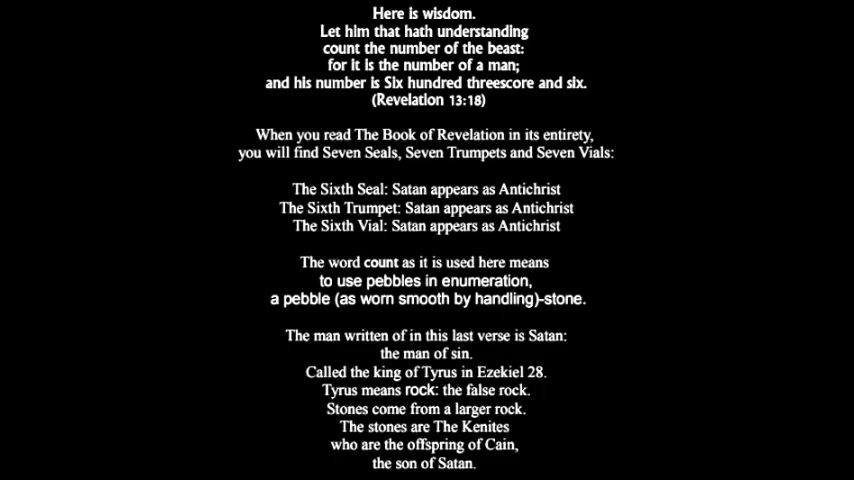 Here is wisdom.
Let him that hath understanding
count the number of the beast:
for it is the number of a man;
and his number is Six hundred threescore and six.
(Revelation 13:18)
When you read The Book of Revelation in its entirety,
you will find Seven Seals, Seven Trumpets and Seven Vials:
The Sixth Seal: Satan appears as Antichrist
The Sixth Trumpet: Satan appears as Antichrist
The Sixth Vial: Satan appears as Antichrist
The word count as it is used here means
to use pebbles in enumeration,
a pebble (as worn smooth by handling)-stone.
The man written of in this last verse is Satan:
the man of sin.
Called the king of Tyrus in Ezekiel 28.
Tyrus means rock: the false rock.
Stones come from a larger rock.
The stones are The Kenites
who are the offspring of Cain,
the son of Satan.